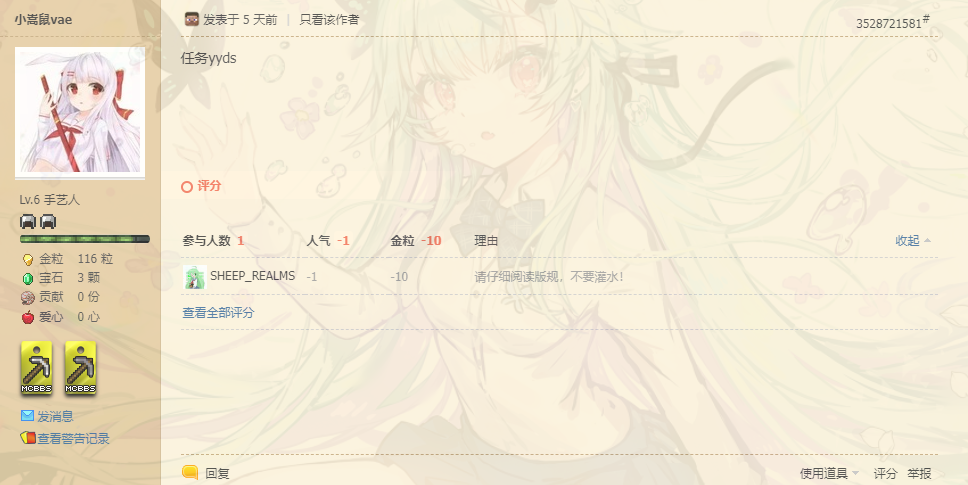 小嵩鼠vae
发表于 5 天前 | 只看该作者
3528721581#
任务yyds
评分
参与人数 1 人气 -1 金粒 -10 理由 收起
SHEEP_REALMS -1 -10 请仔细阅读版规，不要灌水！
查看全部评分
Lv.6 手艺人
金粒 116 粒
宝石 3 颗
贡献 0 份
爱心 0 心
MCBBS MCBBS
发消息
查看警告记录
回复 使用道具 评分 举报